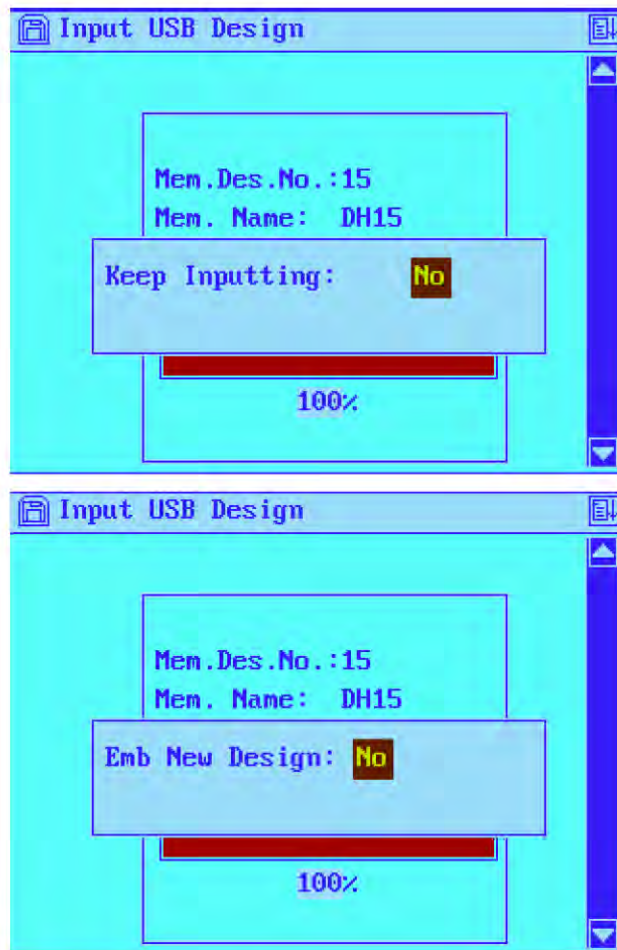 Input USB Design
Mem.Des.No.:15
Mem. Name: DH15
Keep Inputting: No
100%
Input USB Design
Mem.Des.No.:15
Mem. Name: DH15
Emb New Design: No
100%